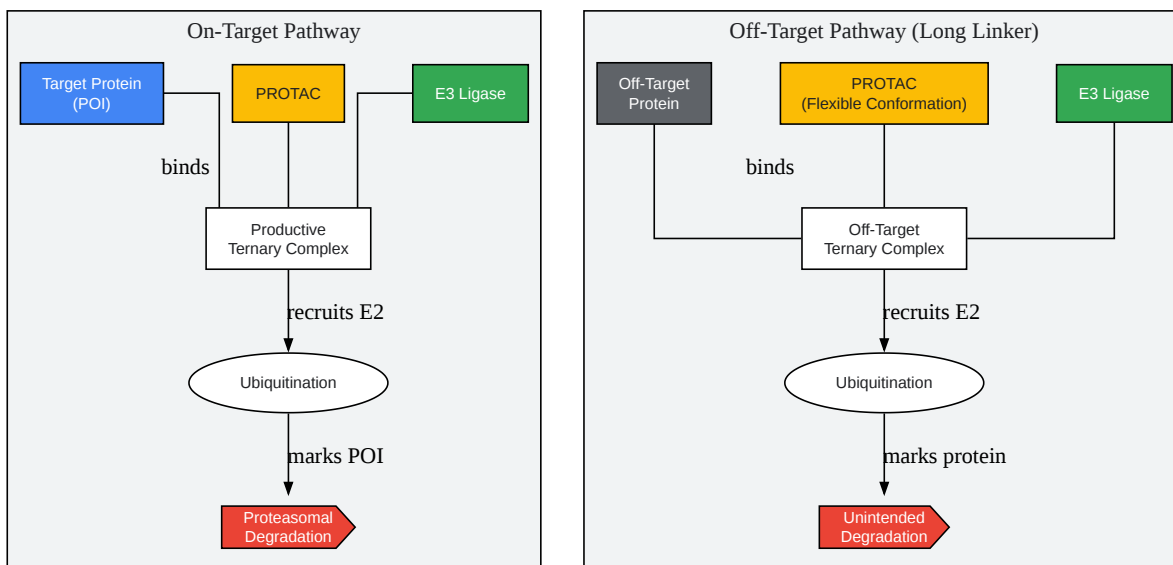 On-Target Pathway
Target Protein
(POI)
PROTAC
E3 Ligase
binds
Productive
Ternary Complex
recruits E2
Ubiquitination
marks POI
Proteasomal
Degradation
Off-Target Pathway (Long Linker)
Off-Target
Protein
PROTAC
(Flexible Conformation)
E3 Ligase
binds
Off-Target
Ternary Complex
recruits E2
Ubiquitination
marks protein
Unintended
Degradation